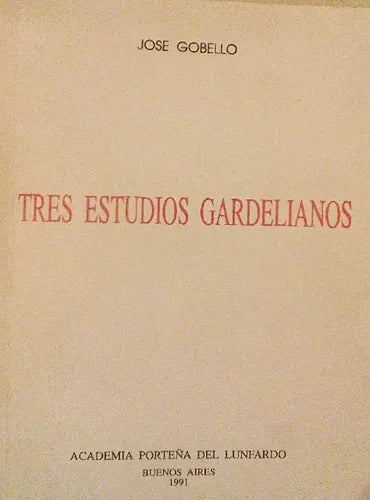 JOSE GOBELLO
TRES ESTUDIOS GARDELIANOS
ACADEMIA PORTEÑA DEL LUNFARDO
BUENOS AIRES
1991